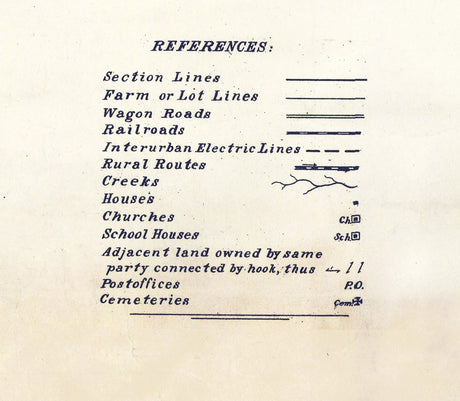 REFERENCES:
Section Lines
Farm or Lot Lines
Wagon Roads
Railroads
Interurban Electric Lines
Rural Routes
Creeks
Houses
Churches Ch.
School Houses Sch.
Adjacent land owned by same
party connected by hook, thus
Postoffices P.O.
Cemeteries Cem.